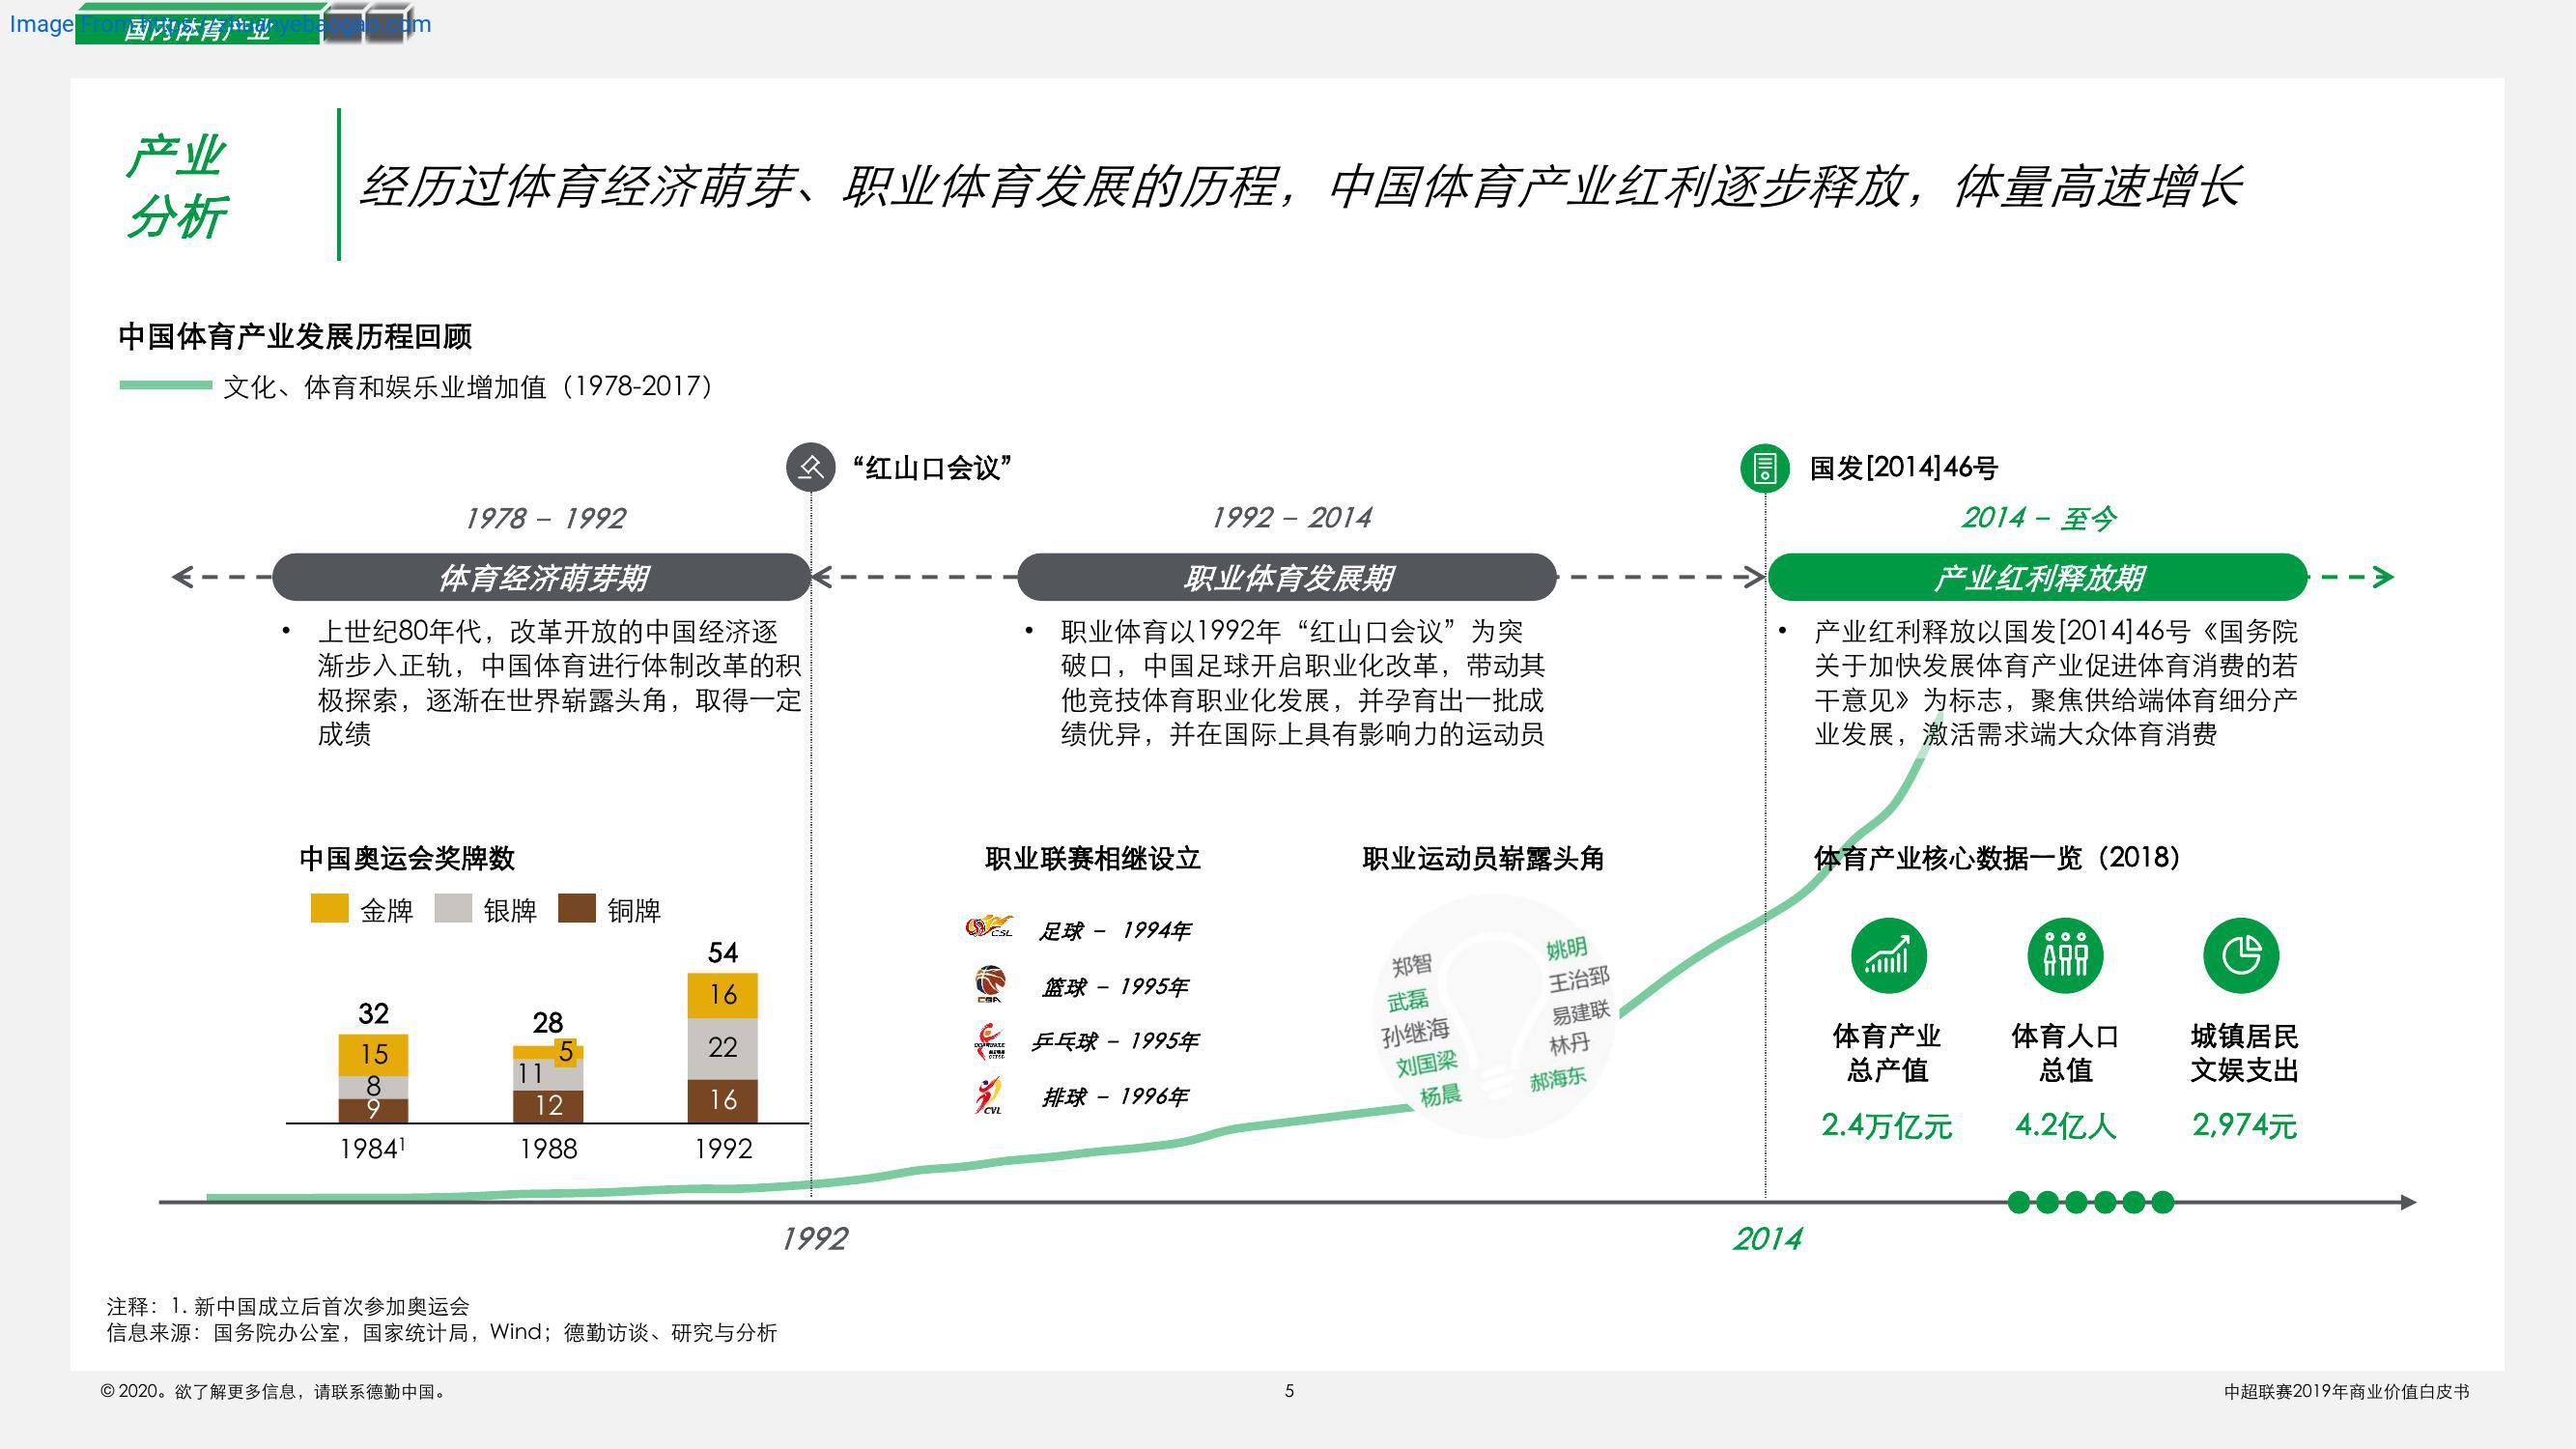 Image From https://zhuanyebaogao.com
国内体育产业
产业
分析
经历过体育经济萌芽、职业体育发展的历程，中国体育产业红利逐步释放，体量高速增长
中国体育产业发展历程回顾
文化、体育和娱乐业增加值（1978-2017）
“红山口会议”
国发[2014]46号
1978 – 1992
1992 – 2014
2014 – 至今
体育经济萌芽期
职业体育发展期
产业红利释放期
• 上世纪80年代，改革开放的中国经济逐
渐步入正轨，中国体育进行体制改革的积
极探索，逐渐在世界崭露头角，取得一定
成绩
• 职业体育以1992年“红山口会议”为突
破口，中国足球开启职业化改革，带动其
他竞技体育职业化发展，并孕育出一批成
绩优异，并在国际上具有影响力的运动员
• 产业红利释放以国发[2014]46号《国务院
关于加快发展体育产业促进体育消费的若
干意见》为标志，聚焦供给端体育细分产
业发展，激活需求端大众体育消费
中国奥运会奖牌数
金牌 银牌 铜牌
32
15
8
9
1984¹
28
5
11
12
1988
54
16
22
16
1992
职业联赛相继设立
CSL
足球 – 1994年
CBA
篮球 – 1995年
乒乓球 – 1995年
CVL
排球 – 1996年
职业运动员崭露头角
郑智
武磊
孙继海
刘国梁
杨晨
姚明
王治郅
易建联
林丹
郝海东
体育产业核心数据一览（2018）
体育产业
总产值
2.4万亿元
体育人口
总值
4.2亿人
城镇居民
文娱支出
2,974元
1992
2014
注释：1. 新中国成立后首次参加奥运会
信息来源：国务院办公室，国家统计局，Wind；德勤访谈、研究与分析
© 2020。欲了解更多信息，请联系德勤中国。
5
中超联赛2019年商业价值白皮书